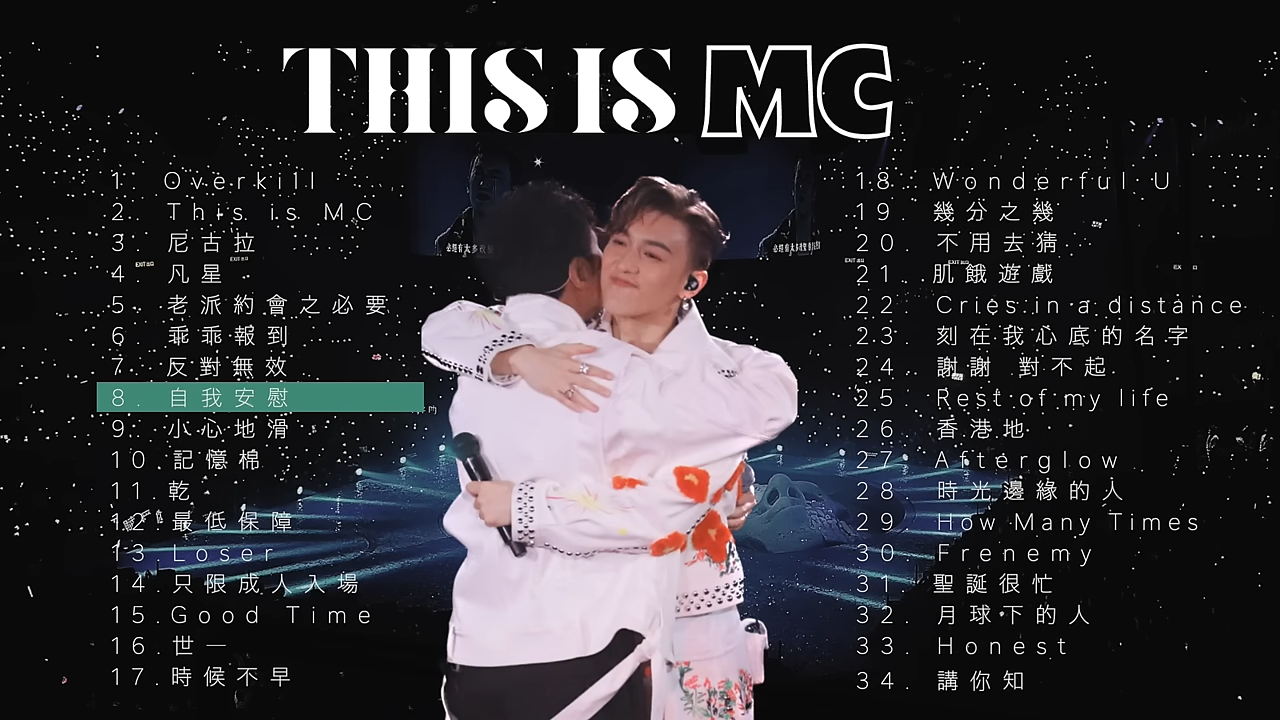 THIS IS MC
1. Overkill
2. This is MC
3. 尼古拉
4. 凡星
5. 老派約會之必要
6. 乖乖報到
7. 反對無效
8. 自我安慰
9. 小心地滑
10. 記憶棉
11. 乾
12. 最低保障
13. Loser
14. 只限成人入場
15. Good Time
16. 世一
17. 時候不早
18. Wonderful U
19. 幾分之幾
20. 不用去猜
21. 肌餓遊戲
22. Cries in a distance
23. 刻在我心底的名字
24. 謝謝 對不起
25. Rest of my life
26. 香港地
27. Afterglow
28. 時光邊緣的人
29. How Many Times
30. Frenemy
31. 聖誕很忙
32. 月球下的人
33. Honest
34. 講你知